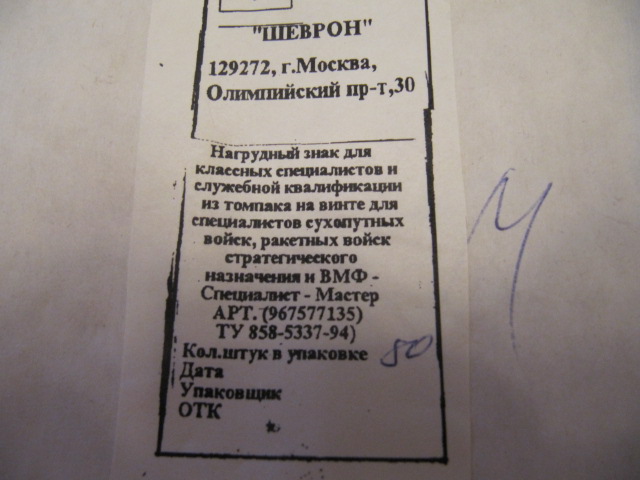 "ШЕВРОН"
129272, г.Москва,
Олимпийский пр-т,30
Нагрудный знак для
классных специалистов и
служебной квалификации
из томпака на винте для
специалистов сухопутных
войск, ракетных войск
стратегического
назначения и ВМФ -
Специалист - Мастер
АРТ. (967577135)
ТУ 858-5337-94)
Кол.штук в упаковке 80
Дата
Упаковщик
ОТК
М